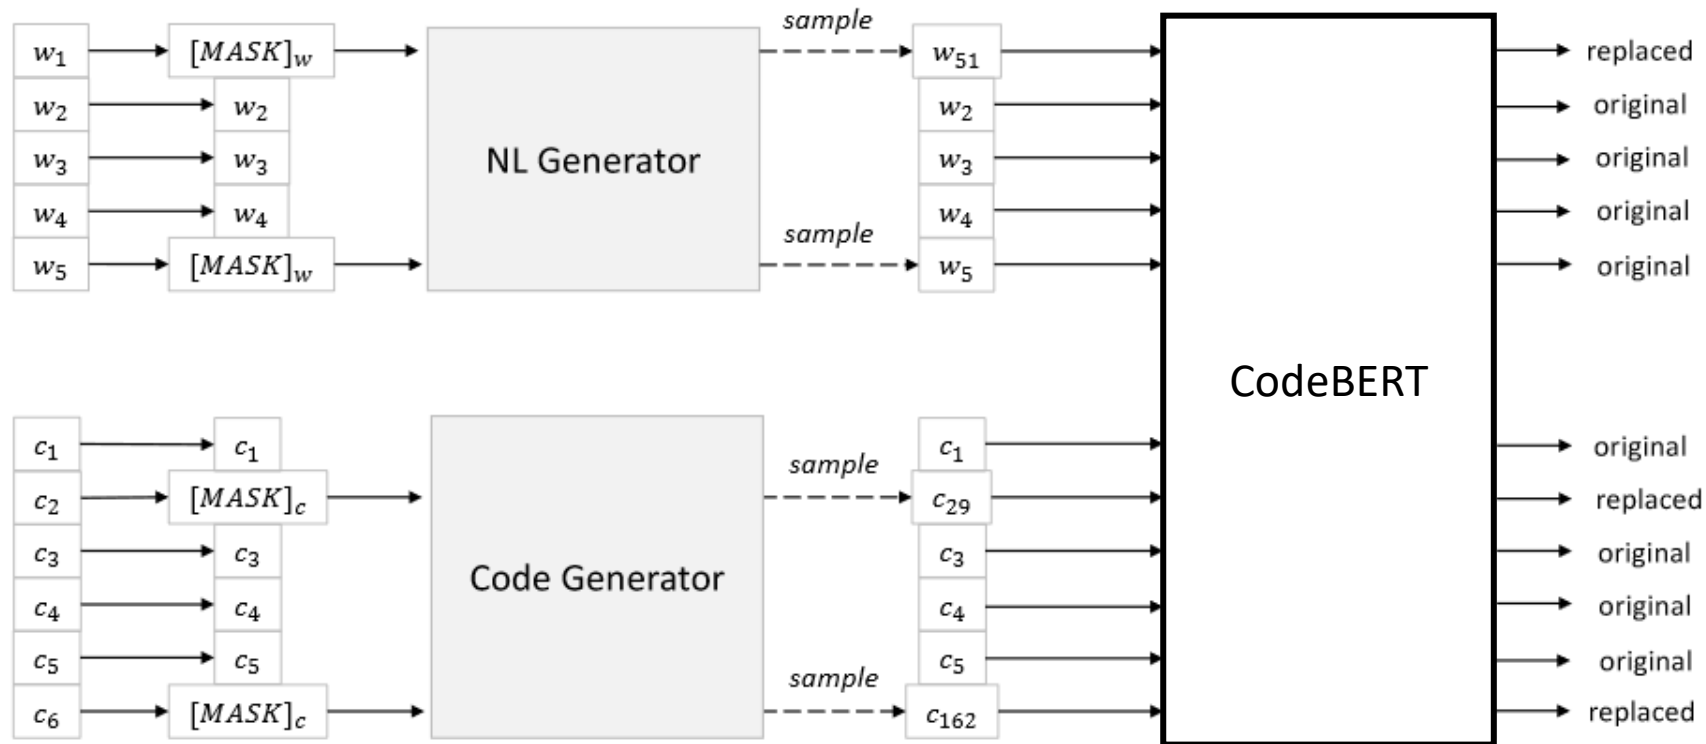 sample
w₁ [MASK]w w₅₁ replaced
w₂ w₂ w₂ original
w₃ w₃ NL Generator w₃ original
w₄ w₄ w₄ original
sample
w₅ [MASK]w w₅ original
CodeBERT
c₁ c₁ c₁ original
sample
c₂ [MASK]c c₂₉ replaced
c₃ c₃ c₃ original
Code Generator
c₄ c₄ c₄ original
c₅ c₅ c₅ original
sample
c₆ [MASK]c c₁₆₂ replaced